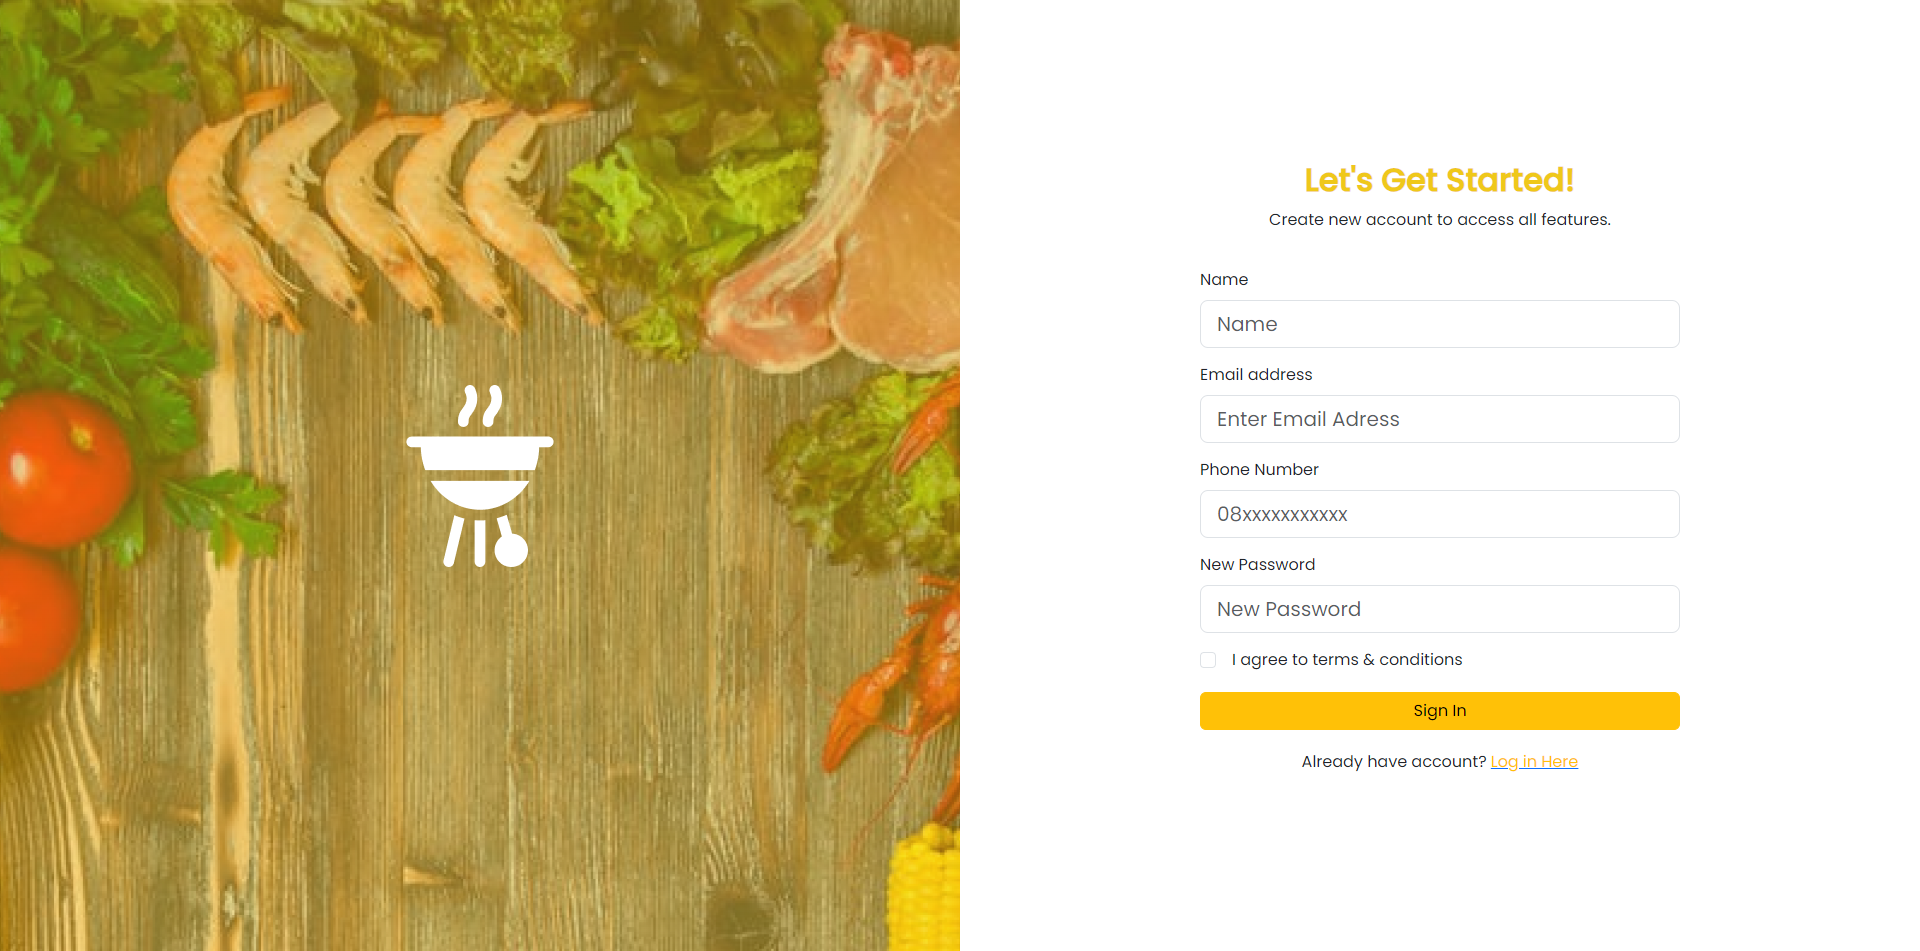 Let's Get Started!
Create new account to access all features.
Name
Name
Email address
Enter Email Adress
Phone Number
08xxxxxxxxxxx
New Password
New Password
I agree to terms & conditions
Sign In
Already have account? Log in Here